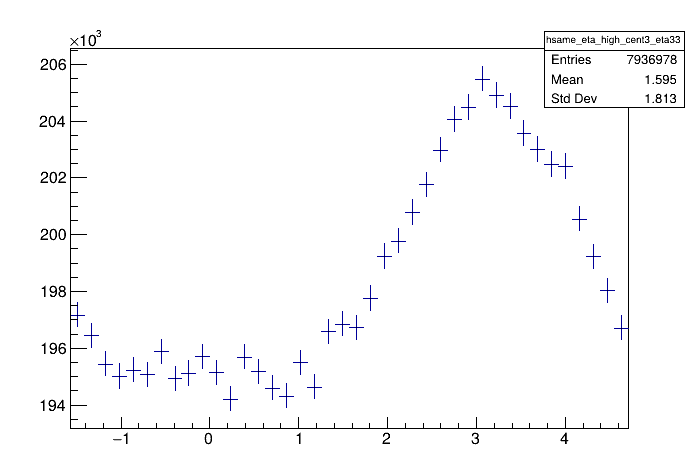 ×10³
hsame_eta_high_cent3_eta33
Entries 7936978
Mean 1.595
Std Dev 1.813
206
204
202
200
198
196
194
−1 0 1 2 3 4